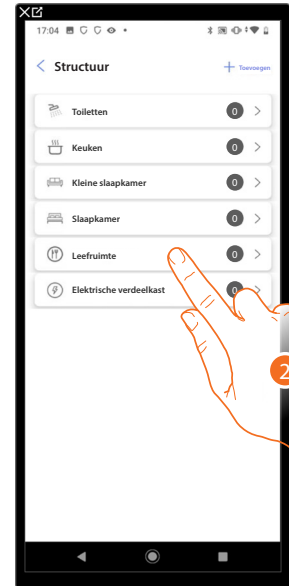 17:04
Structuur
Toevoegen
Toiletten 0
Keuken 0
Kleine slaapkamer 0
Slaapkamer 0
Leefruimte 0
Elektrische verdeelkast 0
2